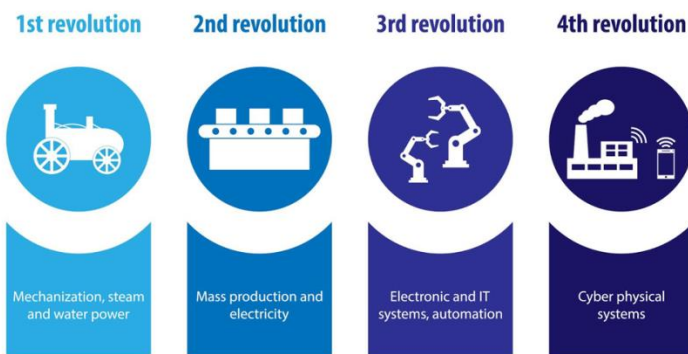 1st revolution
2nd revolution
3rd revolution
4th revolution
Mechanization, steam
and water power
Mass production and
electricity
Electronic and IT
systems, automation
Cyber physical
systems